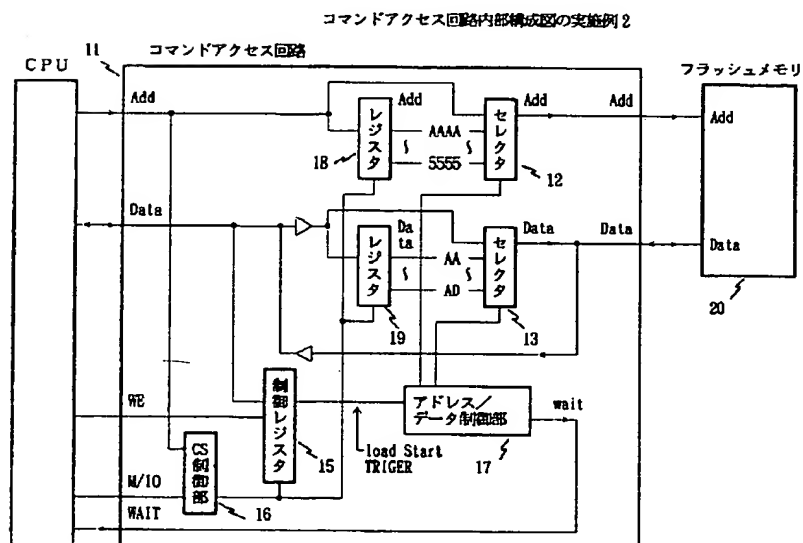 コマンドアクセス回路内部構成図の実施例2
11
コマンドアクセス回路
CPU
フラッシュメモリ
Add
レジスタ
Add
AAAA
∫
∫
5555
セレクタ
Add
Add
Add
18
12
Data
レジスタ
Data
AA
∫
∫
AD
セレクタ
Data
Data
Data
19
13
20
WE
制御レジスタ
アドレス/
データ制御部
wait
load Start
TRIGER
15
17
M/IO
CS制御部
16
WAIT